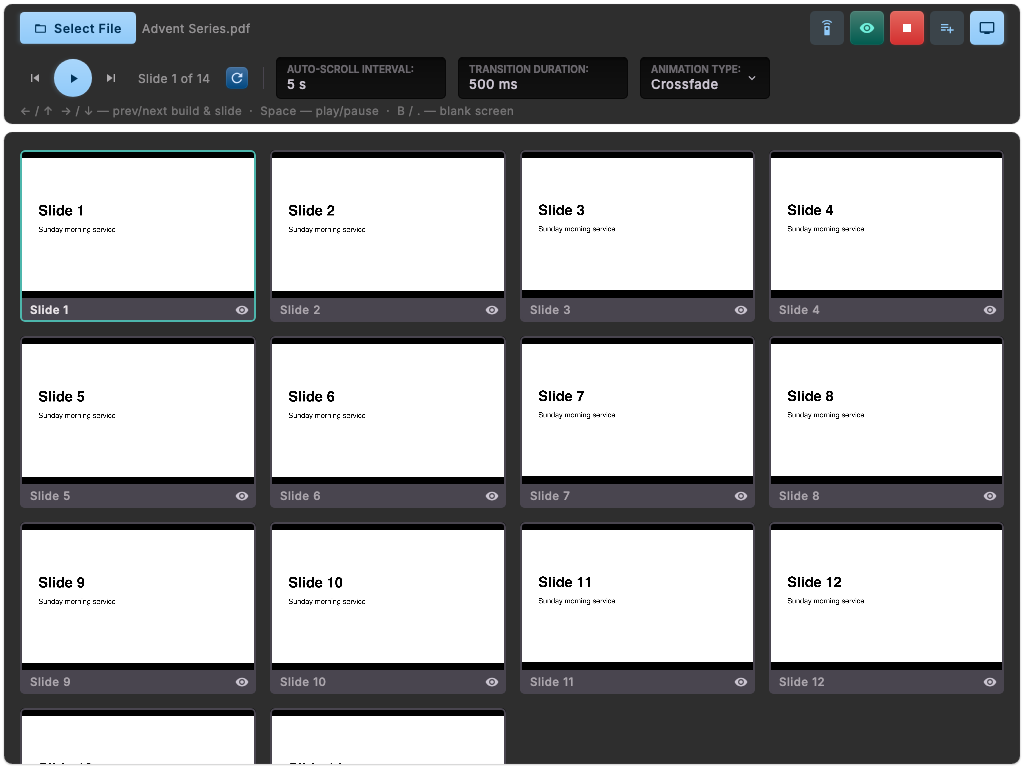 Select File Advent Series.pdf
Slide 1 of 14 AUTO-SCROLL INTERVAL: 5 s TRANSITION DURATION: 500 ms ANIMATION TYPE: Crossfade
← / ↑ → / ↓ — prev/next build & slide · Space — play/pause · B / . — blank screen
Slide 1
Sunday morning service
Slide 1
Slide 2
Sunday morning service
Slide 2
Slide 3
Sunday morning service
Slide 3
Slide 4
Sunday morning service
Slide 4
Slide 5
Sunday morning service
Slide 5
Slide 6
Sunday morning service
Slide 6
Slide 7
Sunday morning service
Slide 7
Slide 8
Sunday morning service
Slide 8
Slide 9
Sunday morning service
Slide 9
Slide 10
Sunday morning service
Slide 10
Slide 11
Sunday morning service
Slide 11
Slide 12
Sunday morning service
Slide 12